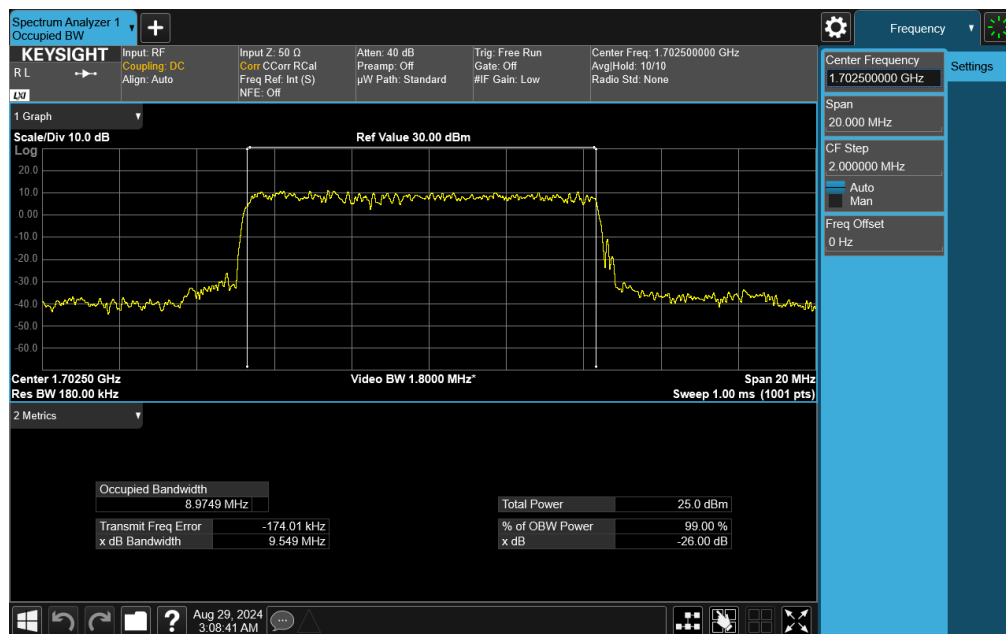 Spectrum Analyzer 1
Occupied BW
Frequency
KEYSIGHT
RL
LXI
Input: RF
Coupling: DC
Align: Auto
Input Z: 50 Ω
Corr CCorr RCal
Freq Ref: Int (S)
NFE: Off
Atten: 40 dB
Preamp: Off
µW Path: Standard
Trig: Free Run
Gate: Off
#IF Gain: Low
Center Freq: 1.702500000 GHz
Avg|Hold: 10/10
Radio Std: None
Center Frequency
1.702500000 GHz
Settings
Span
20.000 MHz
CF Step
2.000000 MHz
Auto
Man
Freq Offset
0 Hz
1 Graph
Scale/Div 10.0 dB
Ref Value 30.00 dBm
Log
20.0
10.0
0.00
-10.0
-20.0
-30.0
-40.0
-50.0
-60.0
Center 1.70250 GHz
Video BW 1.8000 MHz*
Span 20 MHz
Res BW 180.00 kHz
Sweep 1.00 ms (1001 pts)
2 Metrics
Occupied Bandwidth
8.9749 MHz
Total Power 25.0 dBm
Transmit Freq Error -174.01 kHz
% of OBW Power 99.00 %
x dB Bandwidth 9.549 MHz
x dB -26.00 dB
?
Aug 29, 2024
3:08:41 AM